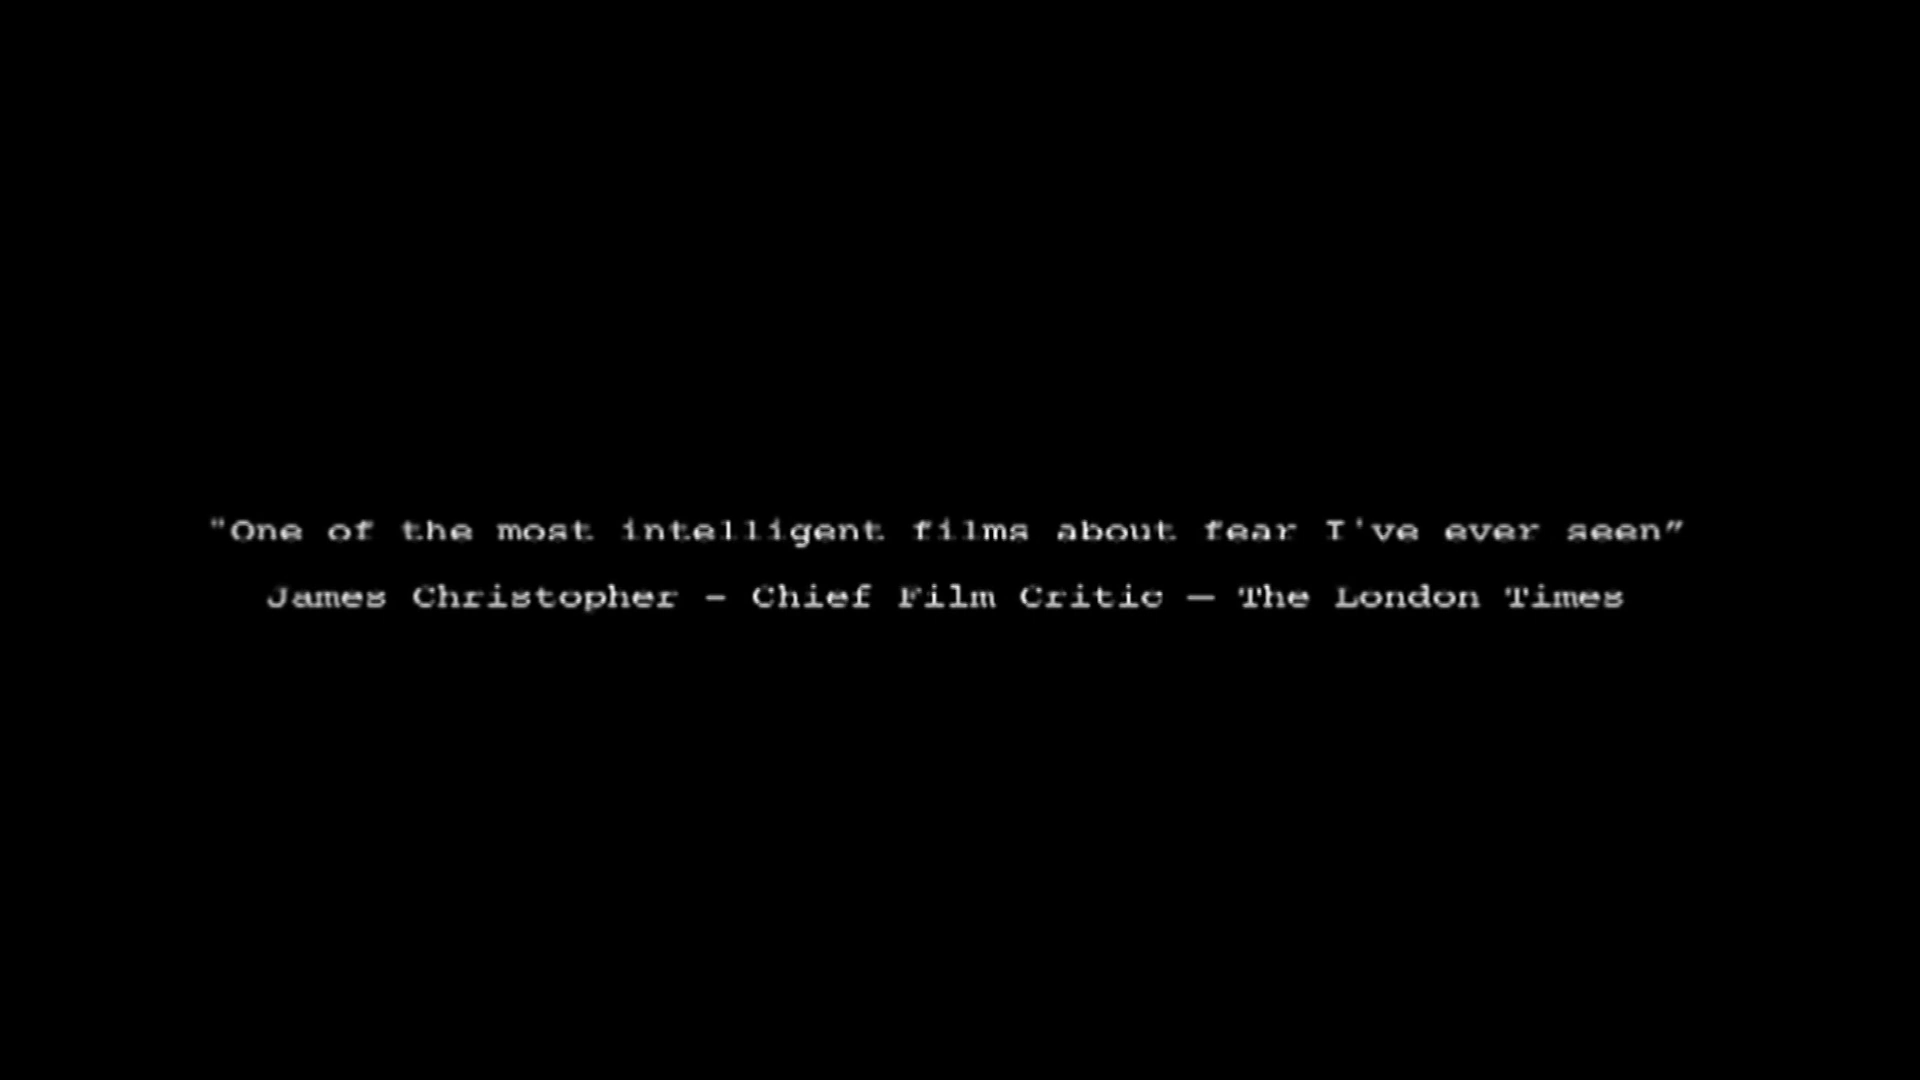 "One of the most intelligent films about fear I've ever seen”
James Christopher - Chief Film Critic – The London Times